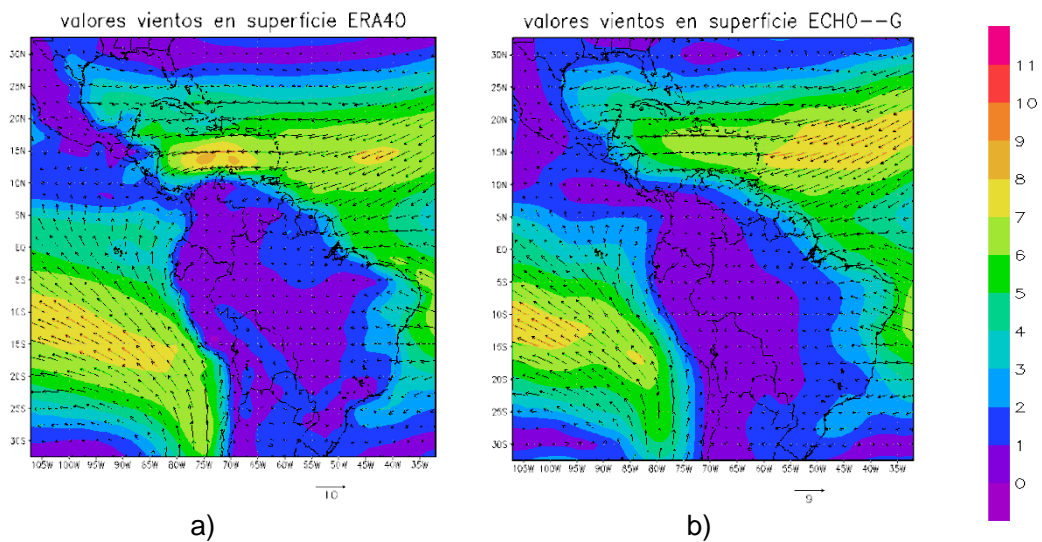 valores vientos en superficie ERA40
valores vientos en superficie ECHO--G
30N
25N
20N
15N
10N
5N
EQ
5S
10S
15S
20S
25S
30S
105W 100W 95W 90W 85W 80W 75W 70W 65W 60W 55W 50W 45W 40W 35W
10
30N
25N
20N
15N
10N
5N
EQ
5S
10S
15S
20S
25S
30S
105W 100W 95W 90W 85W 80W 75W 70W 65W 60W 55W 50W 45W 40W 35W
9
11
10
9
8
7
6
5
4
3
2
1
0
a)
b)